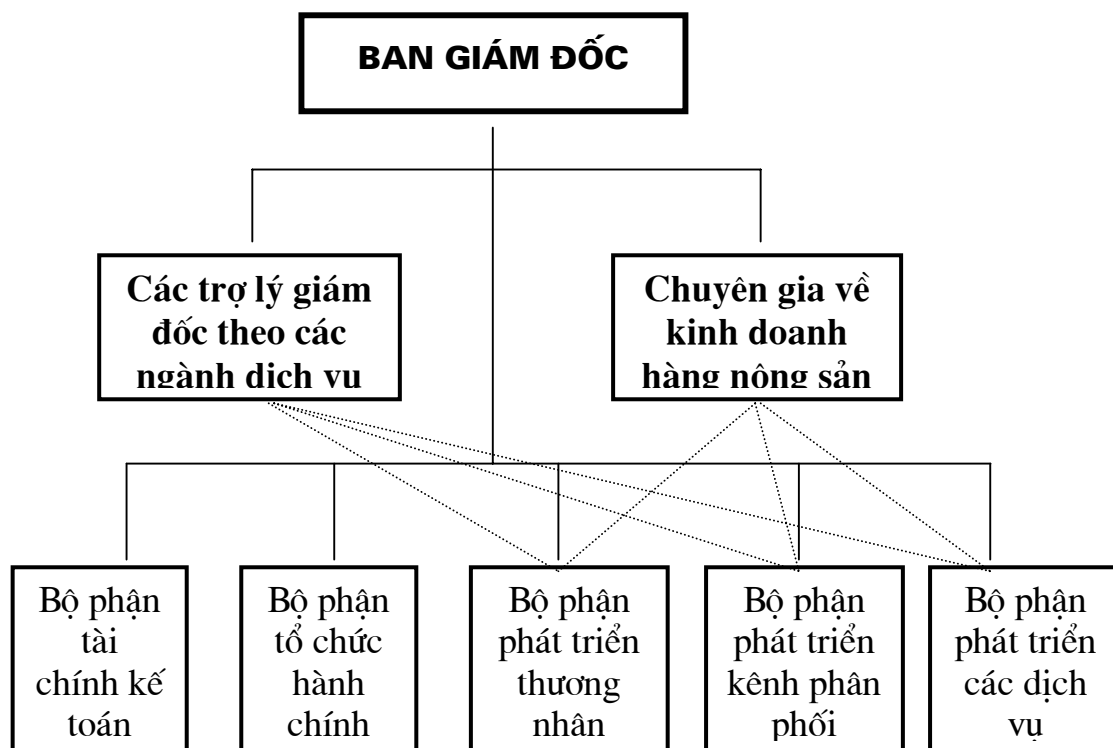 BAN GIÁM ĐỐC
Các trợ lý giám
đốc theo các
ngành dịch vụ
Chuyên gia về
kinh doanh
hàng nông sản
Bộ phận
tài
chính kế
toán
Bộ phận
tổ chức
hành
chính
Bộ phận
phát triển
thương
nhân
Bộ phận
phát triển
kênh phân
phối
Bộ phận
phát triển
các dịch
vụ